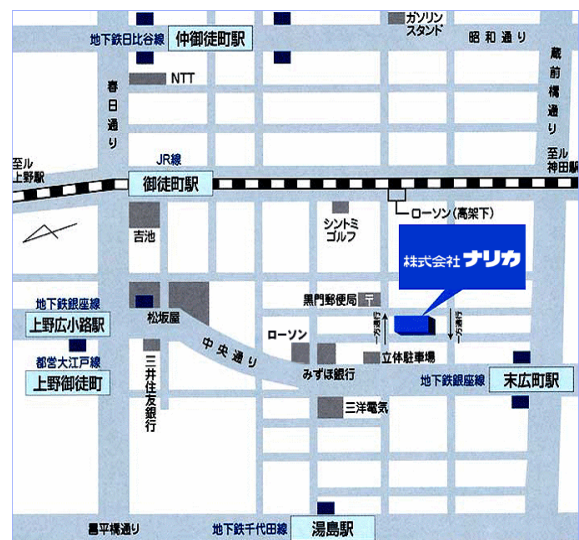 ガソリン
スタンド
地下鉄日比谷線
仲御徒町駅
昭和通り
蔵前橋通り
NTT
春日通り
JR線
至ル
上野駅
御徒町駅
至ル
神田駅
ローソン(高架下)
吉池
シントミ
ゴルフ
株式会社ナリカ
地下鉄銀座線
上野広小路駅
松坂屋
黒門郵便局
〒
一方通行
一方通行
中央通り
ローソン
みずほ銀行
立体駐車場
都営大江戸線
上野御徒町
三井住友銀行
地下鉄銀座線
末広町駅
三洋電気
昌平橋通り
地下鉄千代田線
湯島駅